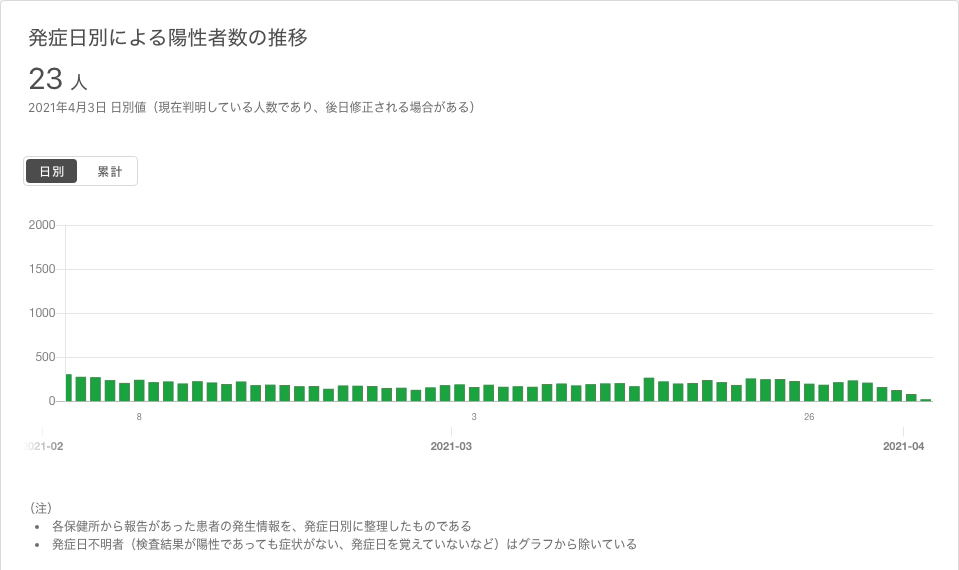 発症日別による陽性者数の推移
23 人
2021年4月3日 日別値（現在判明している人数であり、後日修正される場合がある）
日別 累計
2000
1500
1000
500
0
8 3 26
2021-02 2021-03 2021-04
（注）
• 各保健所から報告があった患者の発生情報を、発症日別に整理したものである
• 発症日不明者（検査結果が陽性であっても症状がない、発症日を覚えていないなど）はグラフから除いている